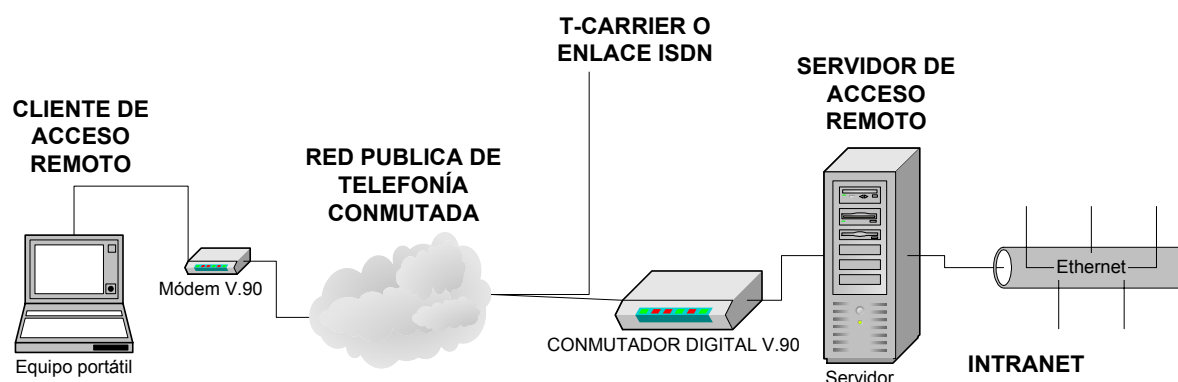 T-CARRIER O
ENLACE ISDN
SERVIDOR DE
ACCESO
REMOTO
CLIENTE DE
ACCESO
REMOTO
RED PUBLICA DE
TELEFONÍA
CONMUTADA
Ethernet
Módem V.90
CONMUTADOR DIGITAL V.90
Equipo portátil
Servidor
INTRANET